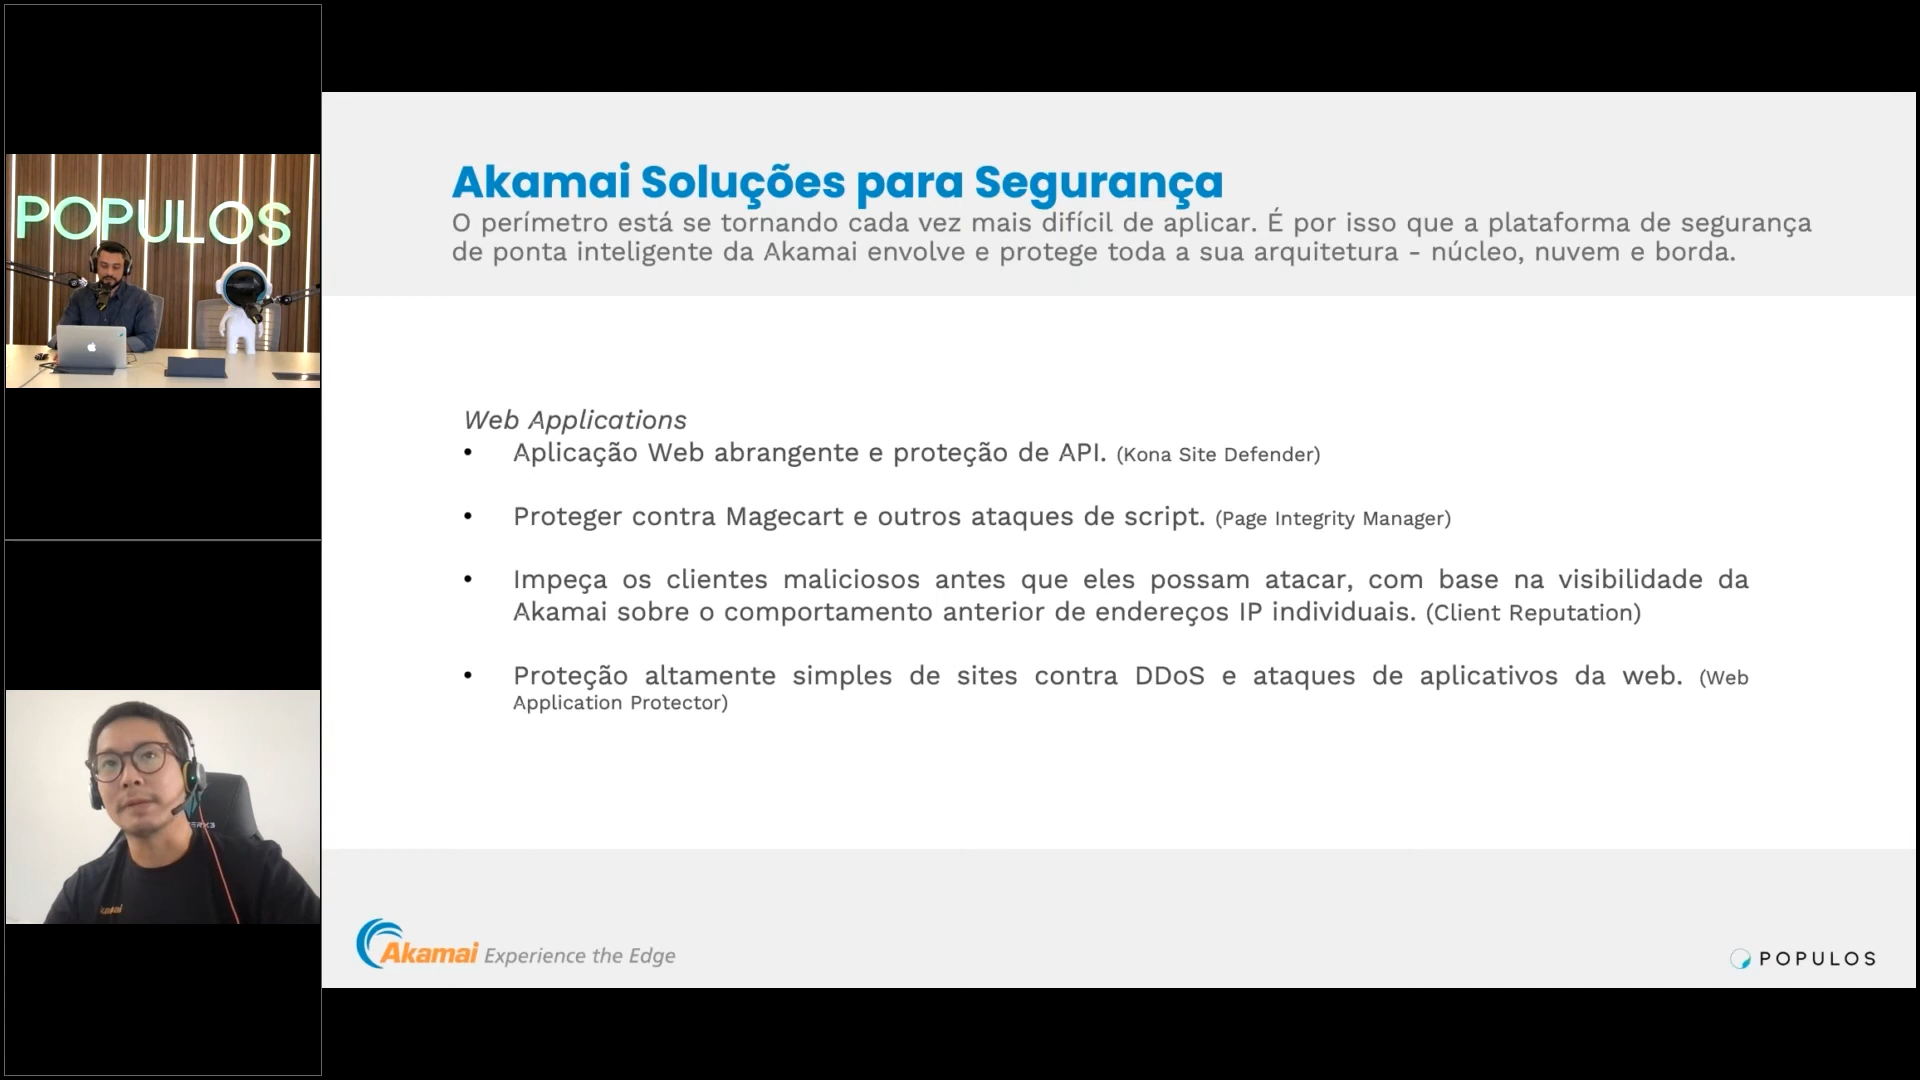 POPULOS
Akamai Soluções para Segurança
O perímetro está se tornando cada vez mais difícil de aplicar. É por isso que a plataforma de segurança
de ponta inteligente da Akamai envolve e protege toda a sua arquitetura - núcleo, nuvem e borda.
Web Applications
• Aplicação Web abrangente e proteção de API. (Kona Site Defender)
• Proteger contra Magecart e outros ataques de script. (Page Integrity Manager)
• Impeça os clientes maliciosos antes que eles possam atacar, com base na visibilidade da
Akamai sobre o comportamento anterior de endereços IP individuais. (Client Reputation)
• Proteção altamente simples de sites contra DDoS e ataques de aplicativos da web. (Web
Application Protector)
Akamai Experience the Edge
POPULOS